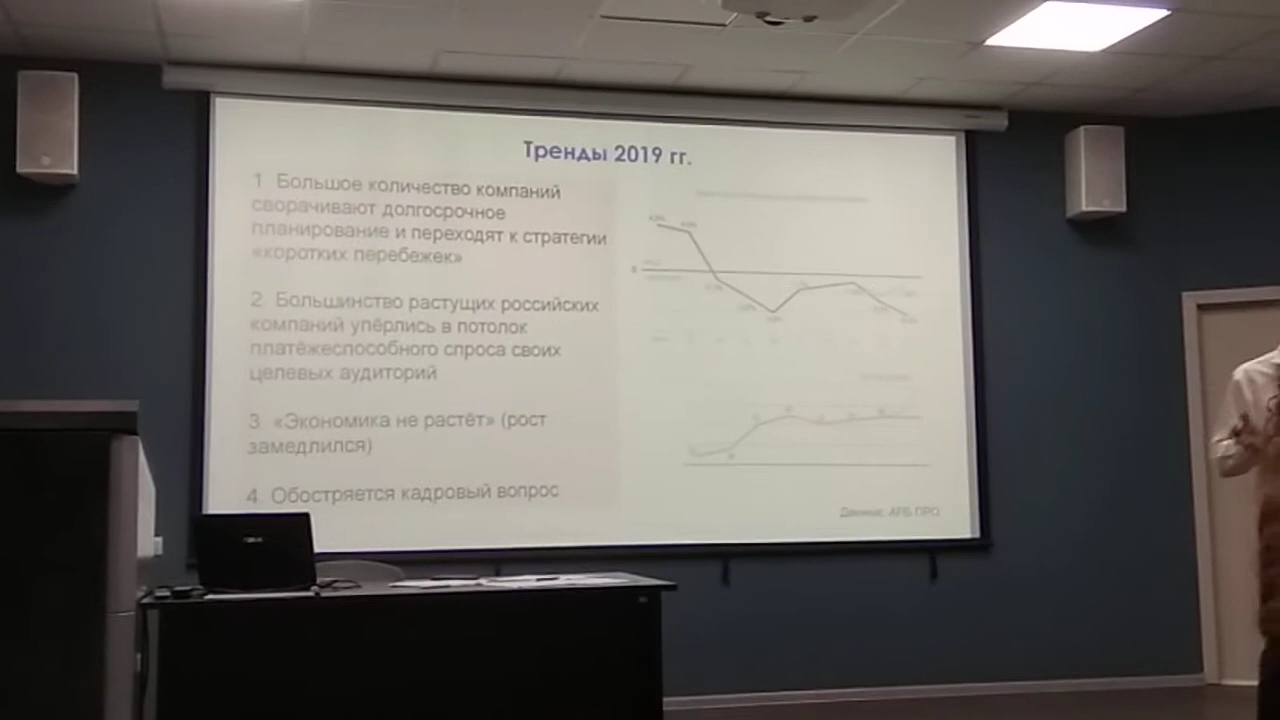 Тренды 2019 гг.
1 Большое количество компаний
сворачивают долгосрочное
планирование и переходят к стратегии
«коротких перебежек»
2. Большинство растущих российских
компаний упёрлись в потолок
платёжеспособного спроса своих
целевых аудиторий
3. «Экономика не растёт» (рост
замедлился)
4. Обостряется кадровый вопрос
Данные: АРБ ПРО